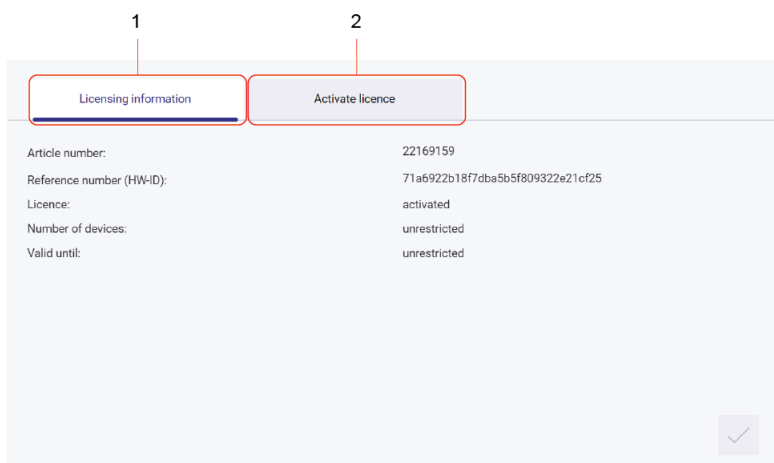 1 2
Licensing information Activate licence
Article number: 22169159
Reference number (HW-ID): 71a6922b18f7dba5b5f809322e21cf25
Licence: activated
Number of devices: unrestricted
Valid until: unrestricted